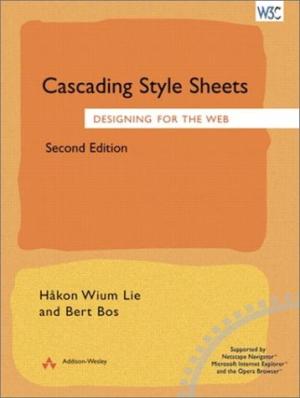 W3C
Cascading Style Sheets
DESIGNING FOR THE WEB
Second Edition
Håkon Wium Lie
and Bert Bos
Addison-Wesley
Supported by
Netscape Navigator™
Microsoft Internet Explorer™
and the Opera Browser™